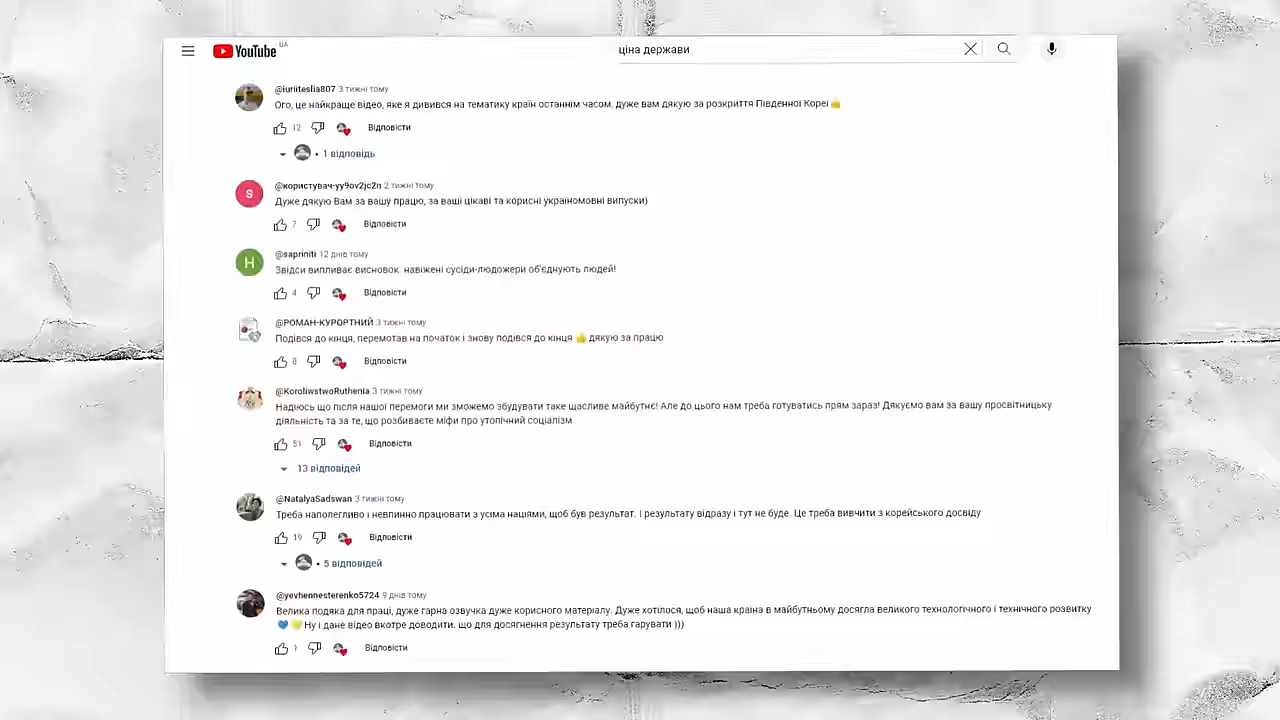 YouTube UA
ціна держави
@iuriiteslia807 3 тижні тому
Ого, це найкраще відео, яке я дивився на тематику країн останнім часом, дуже вам дякую за розкриття Південної Кореї👍
12 Відповісти
1 відповідь
S
@користувач-yy9ov2jc2n 2 тижні тому
Дуже дякую Вам за вашу працю, за ваші цікаві та корисні україномовні випуски)
7 Відповісти
H
@sapriniti 12 днів тому
Звідси випливає висновок: навіжені сусіди-людожери об'єднують людей!
4 Відповісти
@РОМАН-КУРОРТНИЙ 3 тижні тому
Подівся до кінця, перемотав на початок і знову подівся до кінця 👍 дякую за працю
8 Відповісти
@KoroliwstwoRuthenia 3 тижні тому
Надіюсь що після нашої перемоги ми зможемо збудувати таке щасливе майбутнє! Але до цього нам треба готуватись прям зараз! Дякуємо вам за вашу просвітницьку
діяльність та за те, що розбиваєте міфи про утопічний соціалізм
51 Відповісти
13 відповідей
@NatalyaSadswan 3 тижні тому
Треба наполегливо і невпинно працювати з усіма націями, щоб був результат. І результату відразу і тут не буде. Це треба вивчити з корейського досвіду
19 Відповісти
5 відповідей
@yevhennesterenko5724 9 днів тому
Велика подяка для праці, дуже гарна озвучка дуже корисного матеріалу. Дуже хотілося, щоб наша країна в майбутньому досягла великого технологічного і технічного розвитку
💙💛Ну і дане відео вкотре доводить, що для досягнення результату треба гарувати )))
1 Відповісти